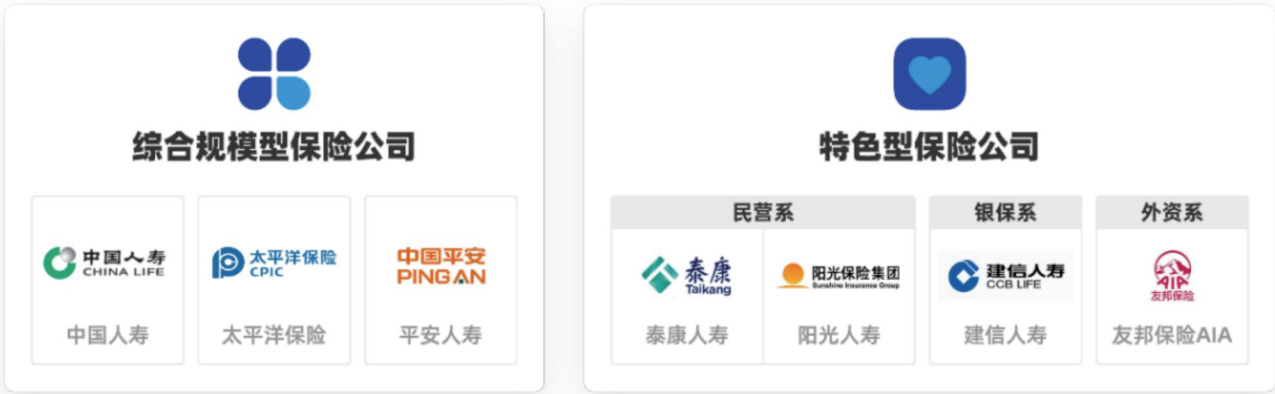 综合规模型保险公司
中国人寿
CHINA LIFE
中国人寿
太平洋保险
CPIC
太平洋保险
中国平安
PING AN
平安人寿
特色型保险公司
民营系
泰康
Taikang
泰康人寿
阳光保险集团
Sunshine Insurance Group
阳光人寿
银保系
建信人寿
CCB LIFE
建信人寿
外资系
AIA
友邦保险
友邦保险AIA